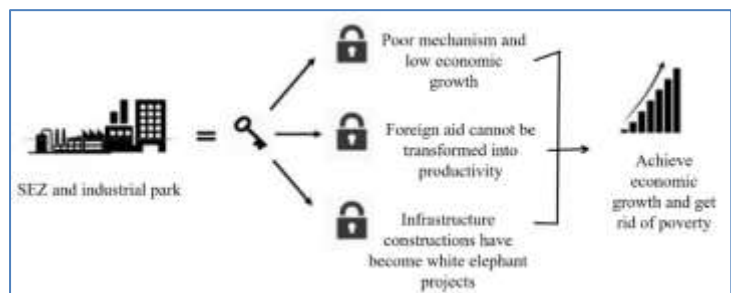 SEZ and industrial park
=
Poor mechanism and
low economic
growth
Foreign aid cannot be
transformed into
productivity
Infrastructure
constructions have
become white elephant
projects
Achieve
economic
growth and get
rid of poverty